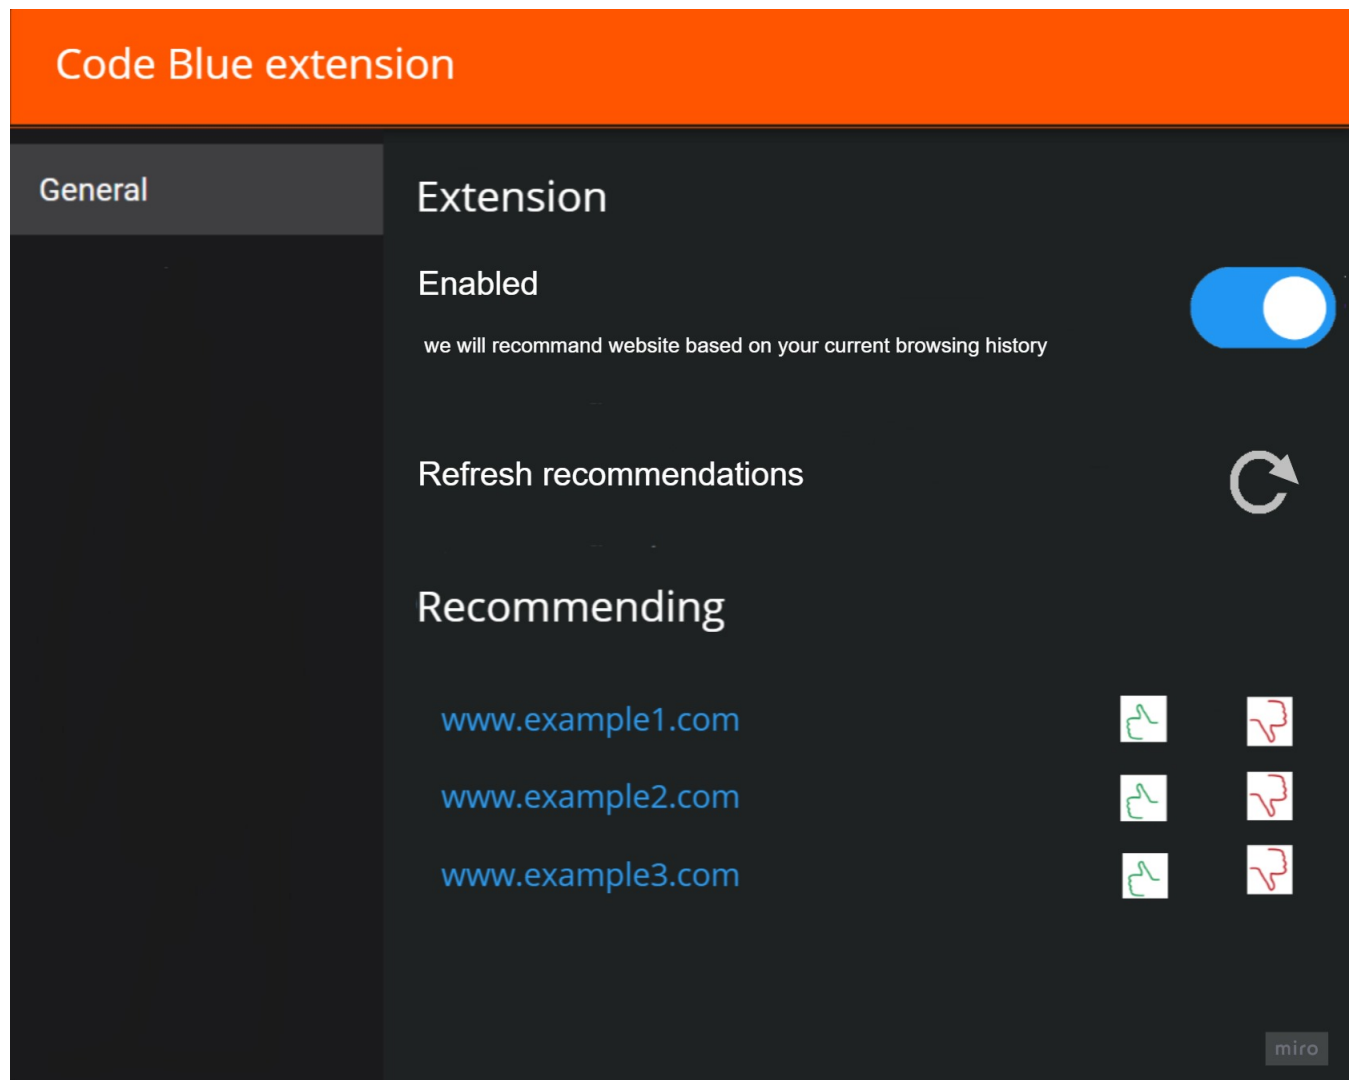 Code Blue extension
General
Extension
Enabled
we will recommand website based on your current browsing history
Refresh recommendations
Recommending
www.example1.com
www.example2.com
www.example3.com
miro